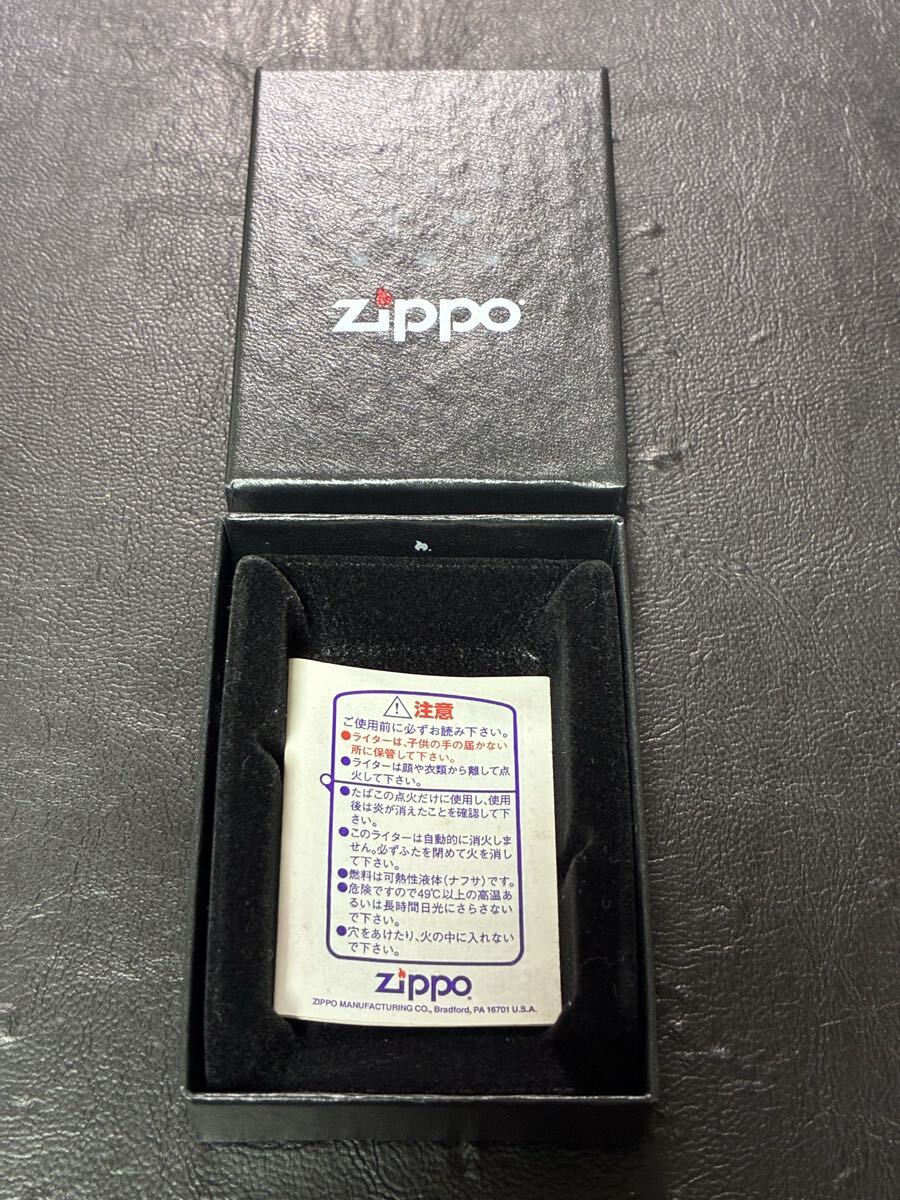 zippo
注意
ご使用前に必ずお読み下さい。
●ライターは、子供の手の届かない
所に保管して下さい。
●ライターは顔や衣類から離して点
火して下さい。
●たばこの点火だけに使用し、使用
後は炎が消えたことを確認して下
さい。
●このライターは自動的に消火しま
せん。必ずふたを閉めて火を消し
て下さい。
●燃料は可熱性液体(ナフサ)です。
●危険ですので49℃以上の高温あ
るいは長時間日光にさらさない
で下さい。
●穴をあけたり、火の中に入れない
で下さい。
zippo®
ZIPPO MANUFACTURING CO., Bradford, PA 16701 U.S.A.